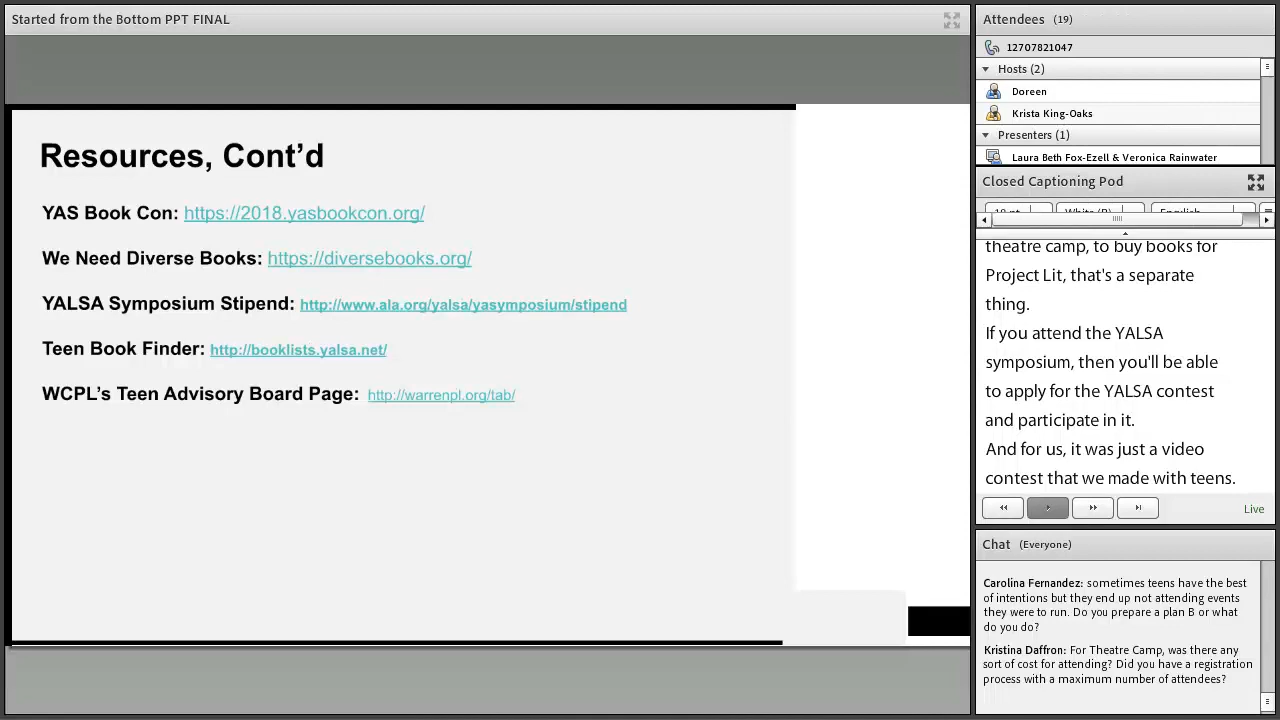 Started from the Bottom PPT FINAL
Resources, Cont’d
YAS Book Con: https://2018.yasbookcon.org/
We Need Diverse Books: https://diversebooks.org/
YALSA Symposium Stipend: http://www.ala.org/yalsa/yasymposium/stipend
Teen Book Finder: http://booklists.yalsa.net/
WCPL’s Teen Advisory Board Page: http://warrenpl.org/tab/
Attendees (19)
12707821047
Hosts (2)
Doreen
Krista King-Oaks
Presenters (1)
Laura Beth Fox-Ezell & Veronica Rainwater
Closed Captioning Pod
English
theatre camp, to buy books for
Project Lit, that's a separate
thing.
If you attend the YALSA
symposium, then you'll be able
to apply for the YALSA contest
and participate in it.
And for us, it was just a video
contest that we made with teens.
Live
Chat (Everyone)
Carolina Fernandez: sometimes teens have the best
of intentions but they end up not attending events
they were to run. Do you prepare a plan B or what
do you do?
Kristina Daffron: For Theatre Camp, was there any
sort of cost for attending? Did you have a registration
process with a maximum number of attendees?